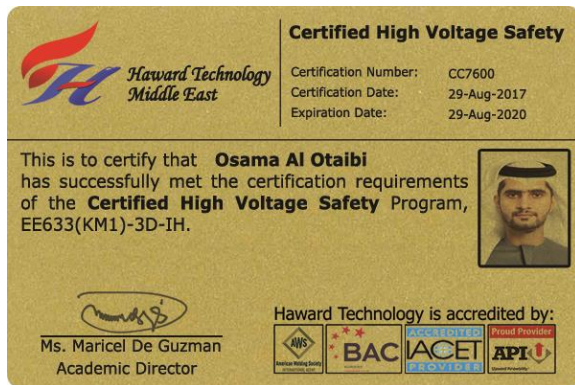 Haward Technology
Middle East
Certified High Voltage Safety
Certification Number: CC7600
Certification Date: 29-Aug-2017
Expiration Date: 29-Aug-2020
This is to certify that Osama Al Otaibi
has successfully met the certification requirements
of the Certified High Voltage Safety Program,
EE633(KM1)-3D-IH.
Ms. Maricel De Guzman
Academic Director
Haward Technology is accredited by:
AWS
American Welding Society
BAC
ACCREDITED
IACET
PROVIDER
Proud Provider
API U